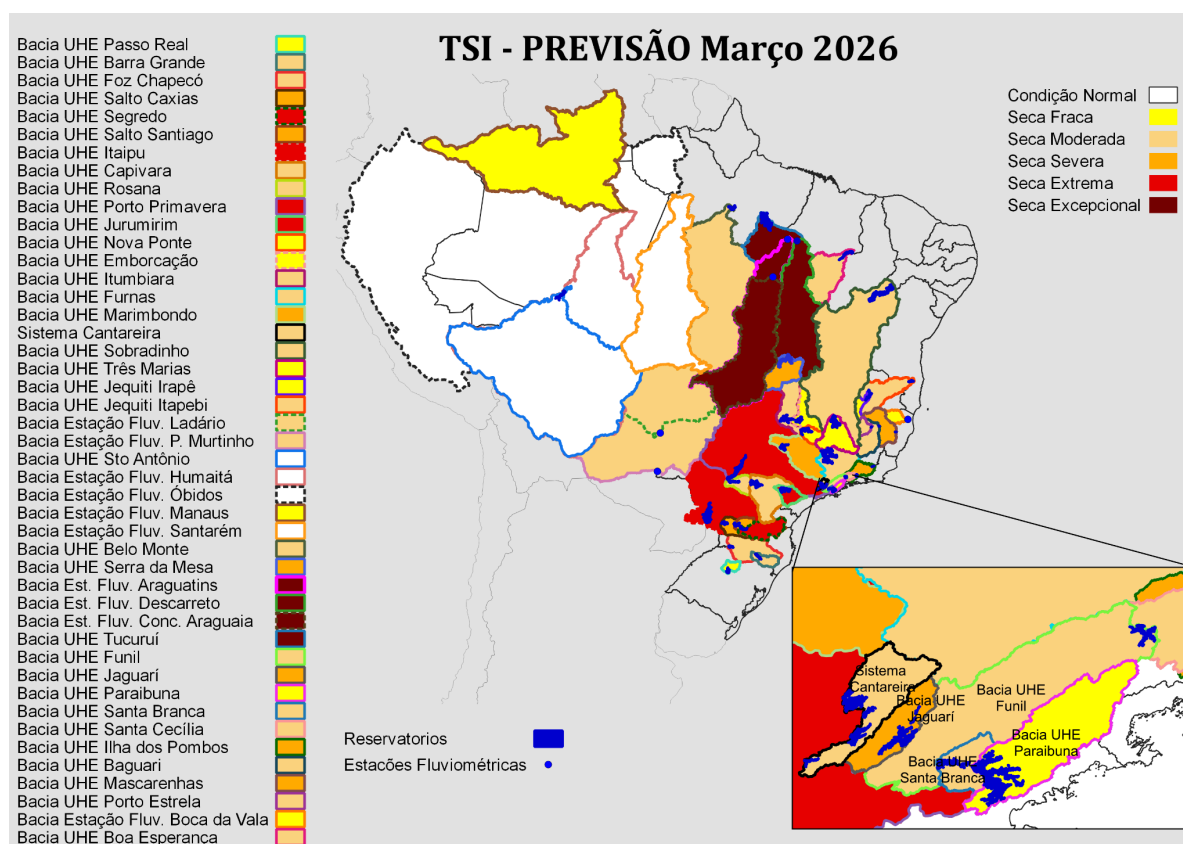 TSI - PREVISÃO Março 2026
Bacia UHE Passo Real
Bacia UHE Barra Grande
Bacia UHE Foz Chapecó
Bacia UHE Salto Caxias
Bacia UHE Segredo
Bacia UHE Salto Santiago
Bacia UHE Itaipu
Bacia UHE Capivara
Bacia UHE Rosana
Bacia UHE Porto Primavera
Bacia UHE Jurumirim
Bacia UHE Nova Ponte
Bacia UHE Emborcação
Bacia UHE Itumbiara
Bacia UHE Furnas
Bacia UHE Marimbondo
Sistema Cantareira
Bacia UHE Sobradinho
Bacia UHE Três Marias
Bacia UHE Jequiti Irapê
Bacia UHE Jequiti Itapebi
Bacia Estação Fluv. Ladário
Bacia Estação Fluv. P. Murtinho
Bacia UHE Sto Antônio
Bacia Estação Fluv. Humaitá
Bacia Estação Fluv. Óbidos
Bacia Estação Fluv. Manaus
Bacia Estação Fluv. Santarém
Bacia UHE Belo Monte
Bacia UHE Serra da Mesa
Bacia Est. Fluv. Araguatins
Bacia Est. Fluv. Descarreto
Bacia Est. Fluv. Conc. Araguaia
Bacia UHE Tucuruí
Bacia UHE Funil
Bacia UHE Jaguarí
Bacia UHE Paraibuna
Bacia UHE Santa Branca
Bacia UHE Santa Cecília
Bacia UHE Ilha dos Pombos
Bacia UHE Baguari
Bacia UHE Mascarenhas
Bacia UHE Porto Estrela
Bacia Estação Fluv. Boca da Vala
Bacia UHE Boa Esperança
Condição Normal
Seca Fraca
Seca Moderada
Seca Severa
Seca Extrema
Seca Excepcional
Reservatorios
Estacões Fluviométricas
Sistema
Cantareira
Bacia UHE
Jaguarí
Bacia UHE
Funil
Bacia UHE
Paraibuna
Bacia UHE
Santa Branca